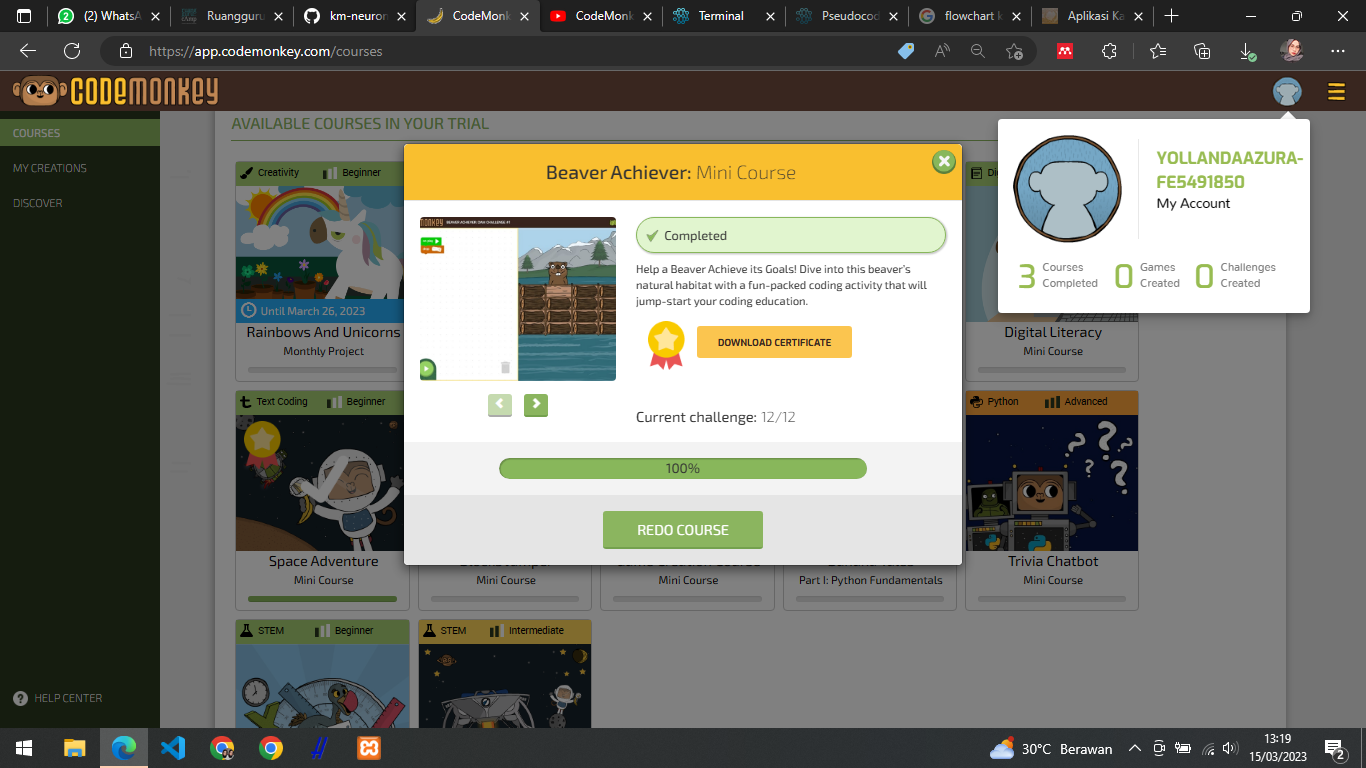 (2) WhatsA
Ruangguru
km-neuron
CodeMonk
CodeMonk
Terminal
Pseudocod
flowchart k
Aplikasi Ka
https://app.codemonkey.com/courses
CODEMONKEY
COURSES
MY CREATIONS
DISCOVER
HELP CENTER
AVAILABLE COURSES IN YOUR TRIAL
YOLLANDAAZURA-
FE5491850
My Account
3 Courses Completed
0 Games Created
0 Challenges Created
Beaver Achiever: Mini Course
BEAVER ACHIEVER: DAM CHALLENGE #1
Completed
Help a Beaver Achieve its Goals! Dive into this beaver's
natural habitat with a fun-packed coding activity that will
jump-start your coding education.
DOWNLOAD CERTIFICATE
Current challenge: 12/12
100%
REDO COURSE
Creativity Beginner
Until March 26, 2023
Rainbows And Unicorns
Monthly Project
Digital Literacy
Mini Course
Text Coding Beginner
Python Advanced
Space Adventure
Mini Course
Mini Course
Mini Course
Part I: Python Fundamentals
Trivia Chatbot
Mini Course
STEM Beginner
STEM Intermediate
30°C Berawan
13:19
15/03/2023
2